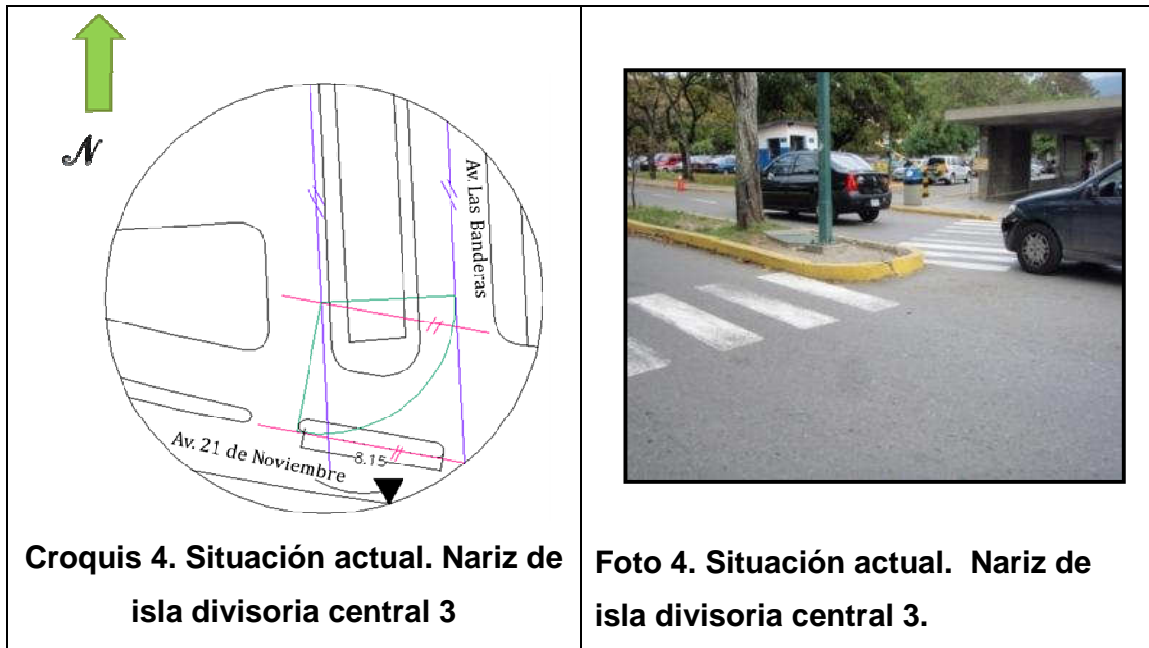 N
Av. Las Banderas
8.15
Av. 21 de Noviembre
Croquis 4. Situación actual. Nariz de
isla divisoria central 3
Foto 4. Situación actual.  Nariz de
isla divisoria central 3.